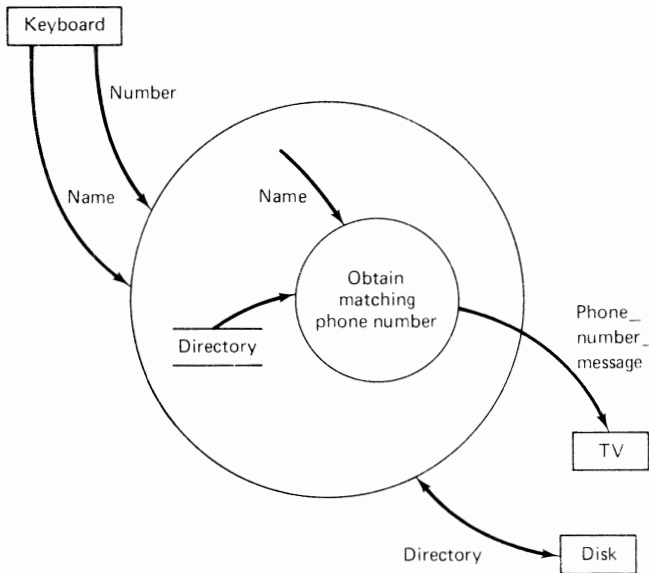 Keyboard
Number
Name
Name
Obtain
matching
phone number
Directory
Phone_
number_
message
TV
Directory
Disk